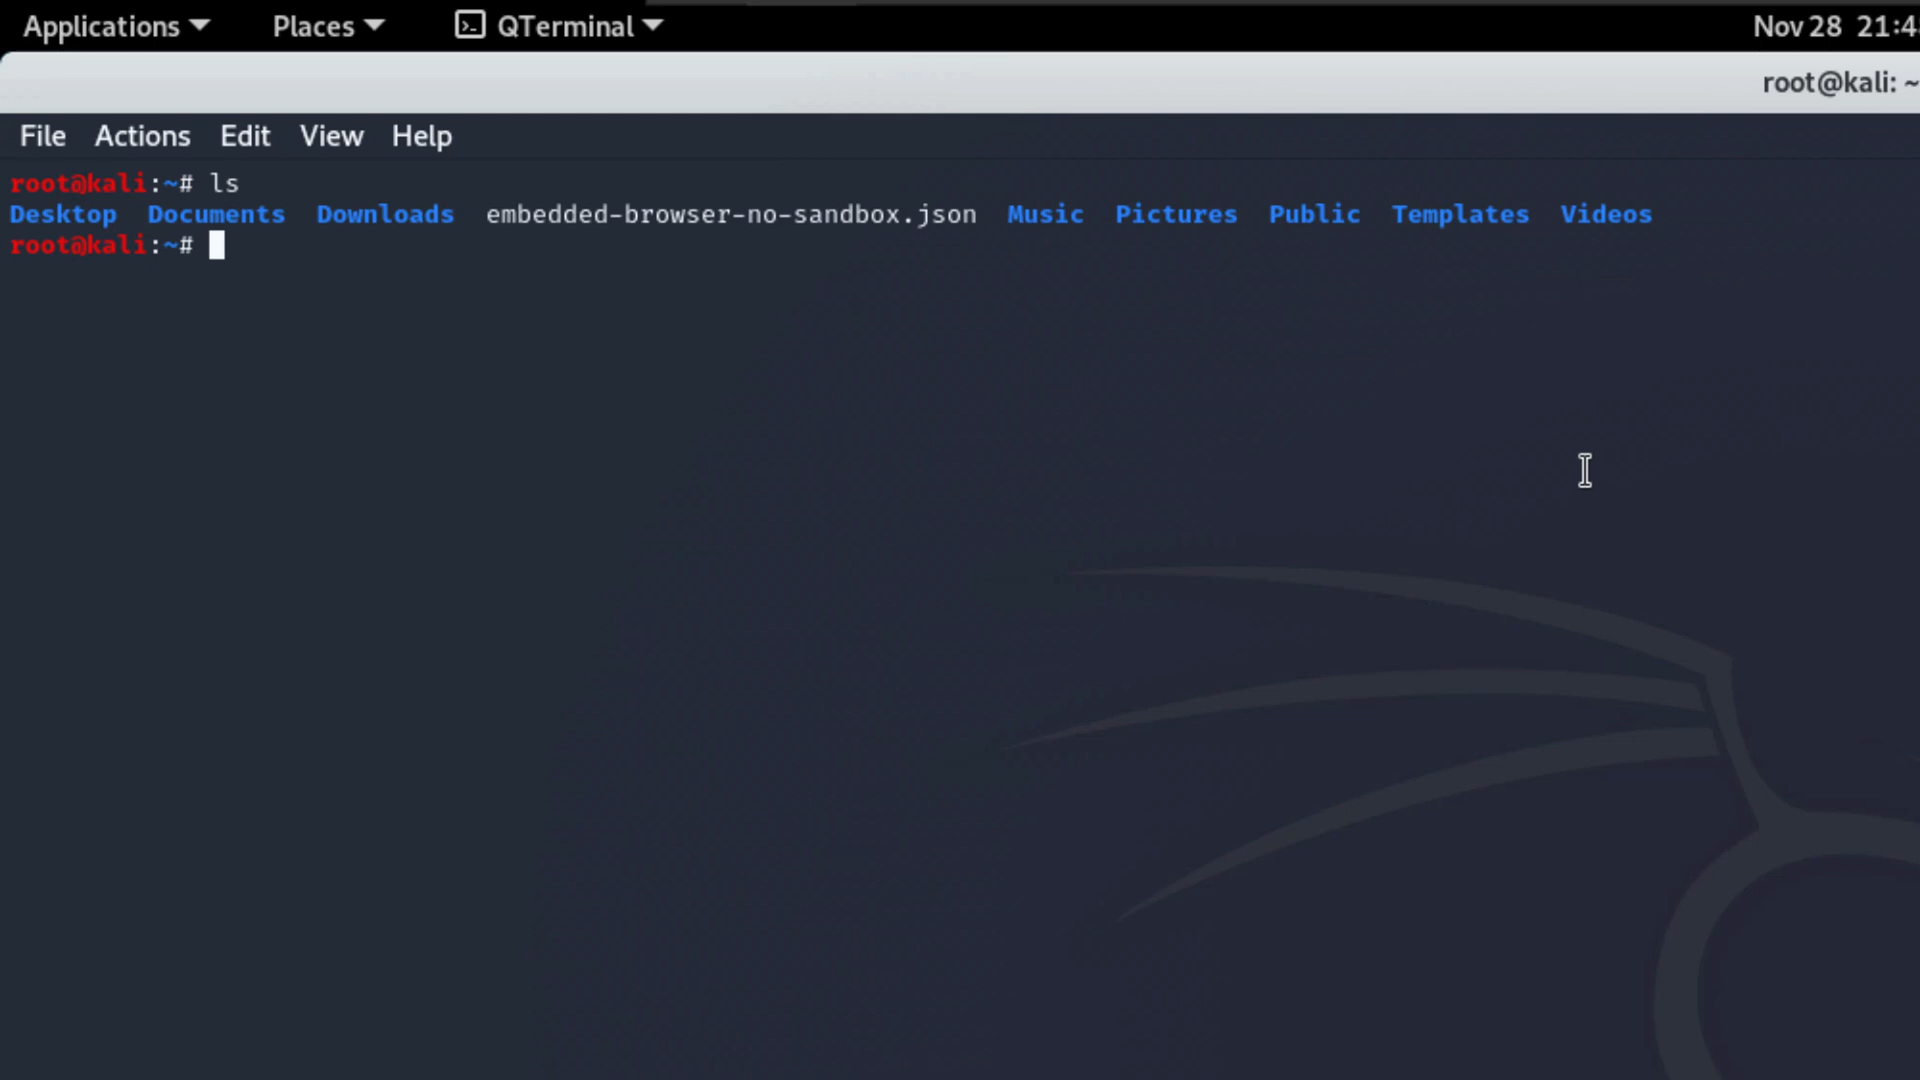 Applications Places QTerminal Nov 28 21:4
root@kali: ~
File Actions Edit View Help
root@kali:~# ls
Desktop Documents Downloads embedded-browser-no-sandbox.json Music Pictures Public Templates Videos
root@kali:~#